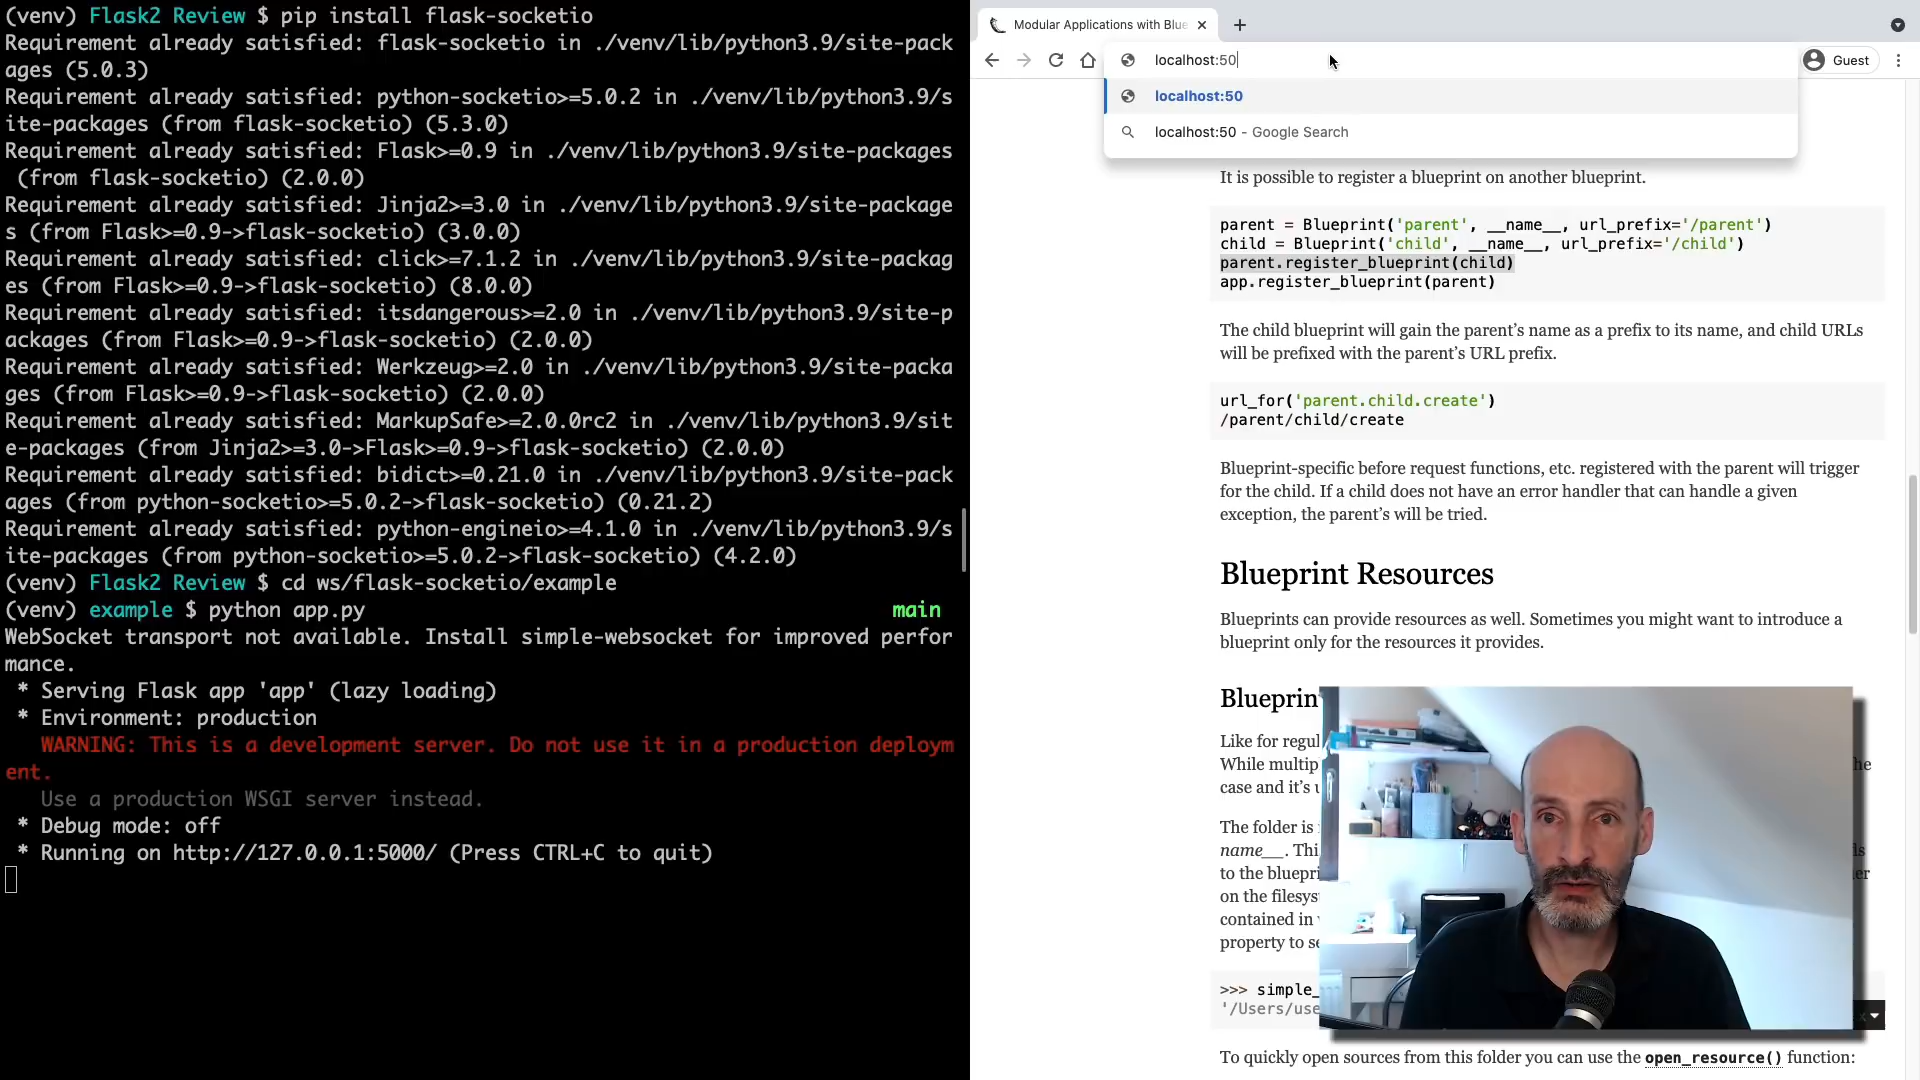 (venv) Flask2 Review $ pip install flask-socketio
Requirement already satisfied: flask-socketio in ./venv/lib/python3.9/site-pack
ages (5.0.3)
Requirement already satisfied: python-socketio>=5.0.2 in ./venv/lib/python3.9/s
ite-packages (from flask-socketio) (5.3.0)
Requirement already satisfied: Flask>=0.9 in ./venv/lib/python3.9/site-packages
(from flask-socketio) (2.0.0)
Requirement already satisfied: Jinja2>=3.0 in ./venv/lib/python3.9/site-package
s (from Flask>=0.9->flask-socketio) (3.0.0)
Requirement already satisfied: click>=7.1.2 in ./venv/lib/python3.9/site-packag
es (from Flask>=0.9->flask-socketio) (8.0.0)
Requirement already satisfied: itsdangerous>=2.0 in ./venv/lib/python3.9/site-p
ackages (from Flask>=0.9->flask-socketio) (2.0.0)
Requirement already satisfied: Werkzeug>=2.0 in ./venv/lib/python3.9/site-packa
ges (from Flask>=0.9->flask-socketio) (2.0.0)
Requirement already satisfied: MarkupSafe>=2.0.0rc2 in ./venv/lib/python3.9/sit
e-packages (from Jinja2>=3.0->Flask>=0.9->flask-socketio) (2.0.0)
Requirement already satisfied: bidict>=0.21.0 in ./venv/lib/python3.9/site-pack
ages (from python-socketio>=5.0.2->flask-socketio) (0.21.2)
Requirement already satisfied: python-engineio>=4.1.0 in ./venv/lib/python3.9/s
ite-packages (from python-socketio>=5.0.2->flask-socketio) (4.2.0)
(venv) Flask2 Review $ cd ws/flask-socketio/example
(venv) example $ python app.py main
WebSocket transport not available. Install simple-websocket for improved perfor
mance.
* Serving Flask app 'app' (lazy loading)
* Environment: production
WARNING: This is a development server. Do not use it in a production deploym
ent.
Use a production WSGI server instead.
* Debug mode: off
* Running on http://127.0.0.1:5000/ (Press CTRL+C to quit)
Modular Applications with Blue
localhost:50
Guest
localhost:50
localhost:50 - Google Search
It is possible to register a blueprint on another blueprint.
parent = Blueprint('parent', __name__, url_prefix='/parent')
child = Blueprint('child', __name__, url_prefix='/child')
parent.register_blueprint(child)
app.register_blueprint(parent)
The child blueprint will gain the parent's name as a prefix to its name, and child URLs
will be prefixed with the parent's URL prefix.
url_for('parent.child.create')
/parent/child/create
Blueprint-specific before request functions, etc. registered with the parent will trigger
for the child. If a child does not have an error handler that can handle a given
exception, the parent's will be tried.
Blueprint Resources
Blueprints can provide resources as well. Sometimes you might want to introduce a
blueprint only for the resources it provides.
Blueprin
Like for regul
While multip he
case and it's u
The folder is
name__. Thi ds
to the bluepri er
on the filesys
contained in
property to se
>>> simple_
'/Users/use
To quickly open sources from this folder you can use the open_resource() function: